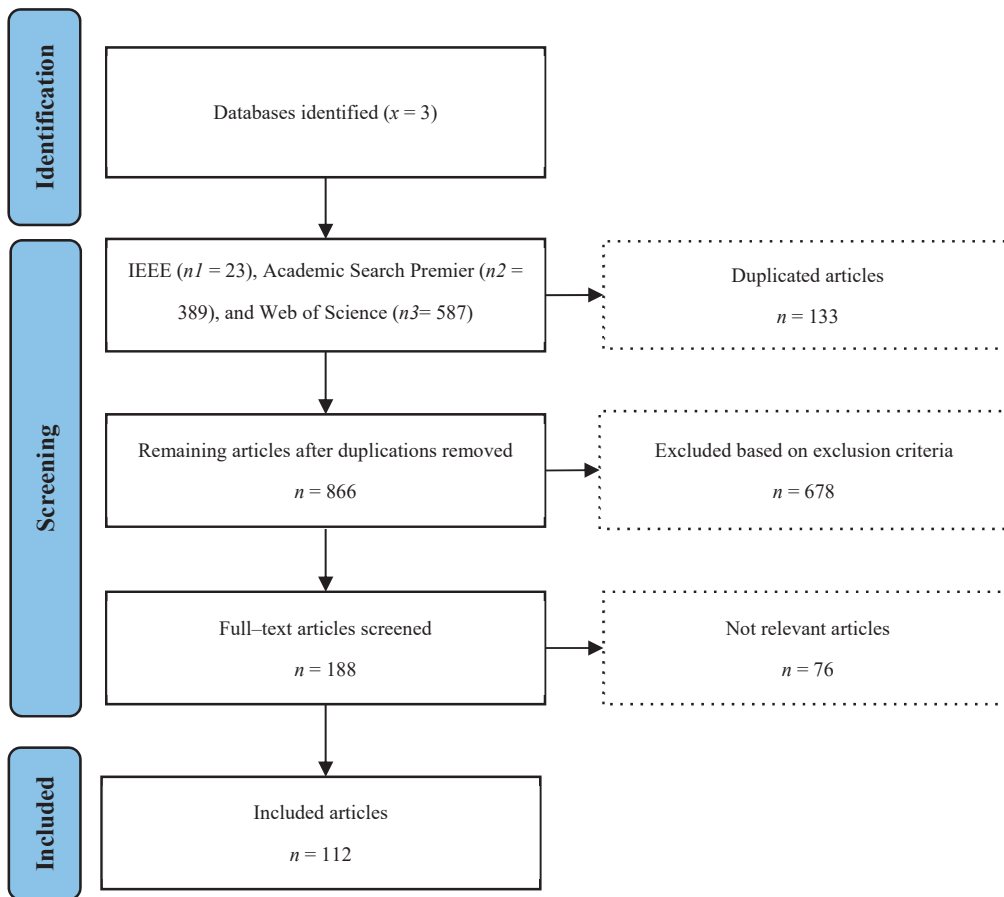 Identification
Databases identified (x = 3)
Screening
IEEE (n1 = 23), Academic Search Premier (n2 =
389), and Web of Science (n3= 587)
Duplicated articles
n = 133
Remaining articles after duplications removed
n = 866
Excluded based on exclusion criteria
n = 678
Full–text articles screened
n = 188
Not relevant articles
n = 76
Included
Included articles
n = 112